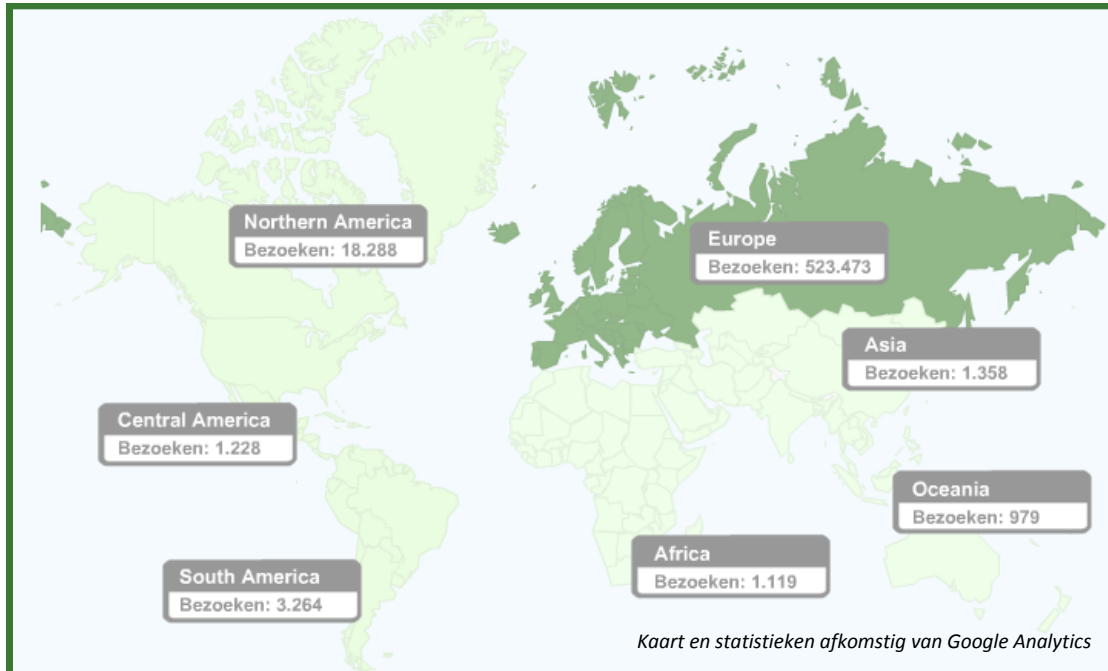 Northern America
Bezoeken: 18.288
Europe
Bezoeken: 523.473
Asia
Bezoeken: 1.358
Central America
Bezoeken: 1.228
Oceania
Bezoeken: 979
Africa
Bezoeken: 1.119
South America
Bezoeken: 3.264
Kaart en statistieken afkomstig van Google Analytics